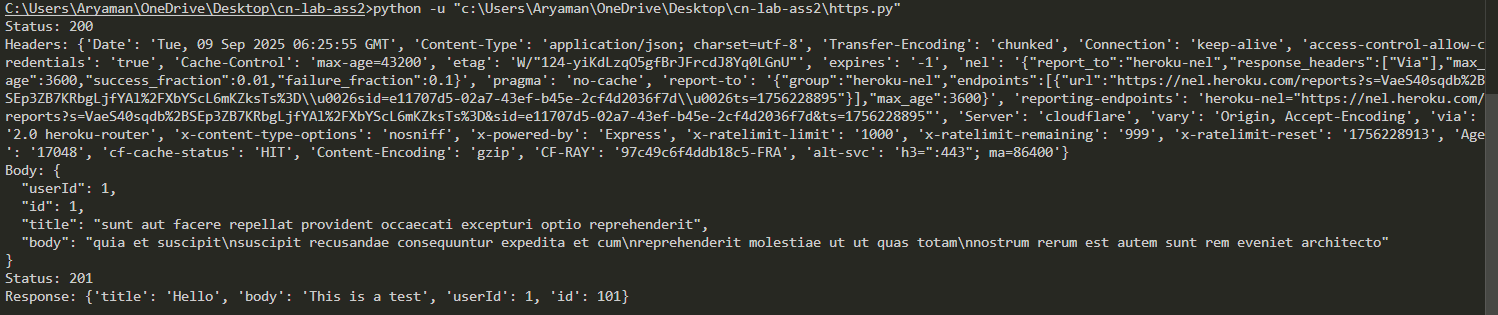 C:\Users\Aryaman\OneDrive\Desktop\cn-lab-ass2>python -u "c:\Users\Aryaman\OneDrive\Desktop\cn-lab-ass2\https.py"
Status: 200
Headers: {'Date': 'Tue, 09 Sep 2025 06:25:55 GMT', 'Content-Type': 'application/json; charset=utf-8', 'Transfer-Encoding': 'chunked', 'Connection': 'keep-alive', 'access-control-allow-c
redentials': 'true', 'Cache-Control': 'max-age=43200', 'etag': 'W/"124-yiKdLzqO5gfBrJFrcdJ8Yq0LGnU"', 'expires': '-1', 'nel': '{"report_to":"heroku-nel","response_headers":["Via"],"max_
age":3600,"success_fraction":0.01,"failure_fraction":0.1}', 'pragma': 'no-cache', 'report-to': '{"group":"heroku-nel","endpoints":[{"url":"https://nel.heroku.com/reports?s=VaeS40sqdb%2B
SEp3ZB7KRbgLjfYAl%2FXbYScL6mKZksTs%3D\\u0026sid=e11707d5-02a7-43ef-b45e-2cf4d2036f7d\\u0026ts=1756228895"}],"max_age":3600}', 'reporting-endpoints': 'heroku-nel="https://nel.heroku.com/
reports?s=VaeS40sqdb%2BSEp3ZB7KRbgLjfYAl%2FXbYScL6mKZksTs%3D&sid=e11707d5-02a7-43ef-b45e-2cf4d2036f7d&ts=1756228895"', 'Server': 'cloudflare', 'vary': 'Origin, Accept-Encoding', 'via':
'2.0 heroku-router', 'x-content-type-options': 'nosniff', 'x-powered-by': 'Express', 'x-ratelimit-limit': '1000', 'x-ratelimit-remaining': '999', 'x-ratelimit-reset': '1756228913', 'Age
': '17048', 'cf-cache-status': 'HIT', 'Content-Encoding': 'gzip', 'CF-RAY': '97c49c6f4ddb18c5-FRA', 'alt-svc': 'h3=":443"; ma=86400'}
Body: {
  "userId": 1,
  "id": 1,
  "title": "sunt aut facere repellat provident occaecati excepturi optio reprehenderit",
  "body": "quia et suscipit\nsuscipit recusandae consequuntur expedita et cum\nreprehenderit molestiae ut ut quas totam\nnostrum rerum est autem sunt rem eveniet architecto"
}
Status: 201
Response: {'title': 'Hello', 'body': 'This is a test', 'userId': 1, 'id': 101}